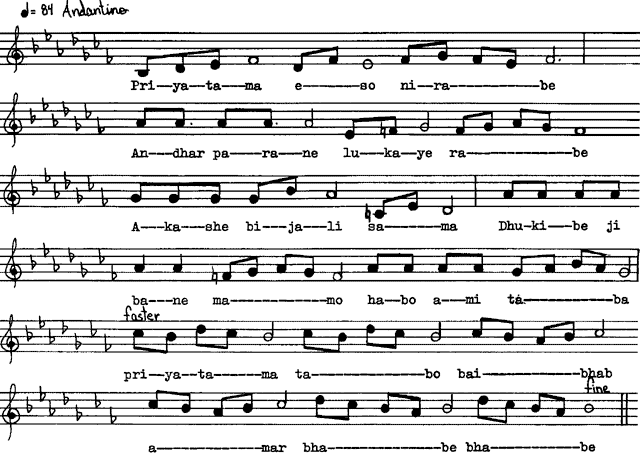 ♩= 84 Andantino
Pri--ya--ta---ma e-------so ni--ra-----------be
An---dhar pa---ra---ne lu---ka--ye ra--------------be
A---ka---she bi---ja---li sa------ma Dhu-ki--be ji
ba---ne ma------------mo ha-bo a---mi ta------------ba
faster
pri--ya--ta-----ma ta-------------bo bai---------bhab
fine
a-------------mar bha---------------be bha------------be